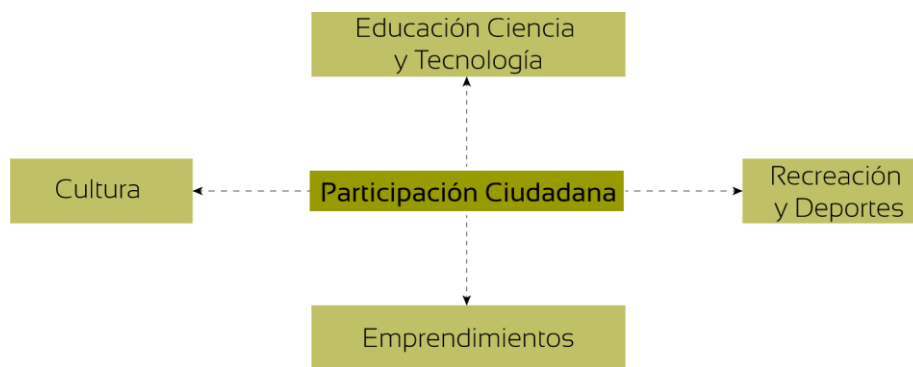 Educación Ciencia
y Tecnología
Cultura
Participación Ciudadana
Recreación
y Deportes
Emprendimientos